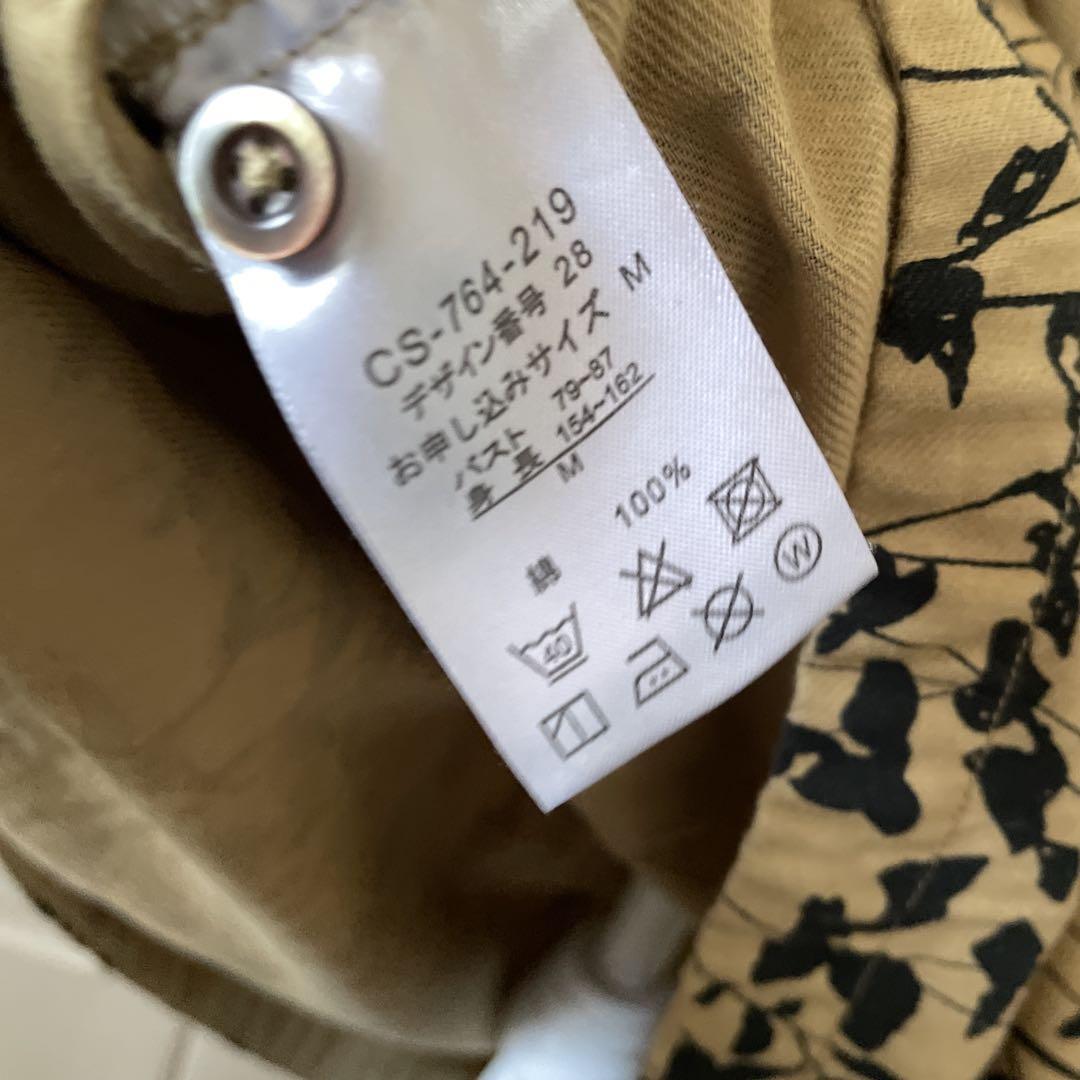 CS-764-219
デザイン番号 28
お申し込みサイズ M
バスト 79~87
身長 154~162
M
綿 100%
40
W